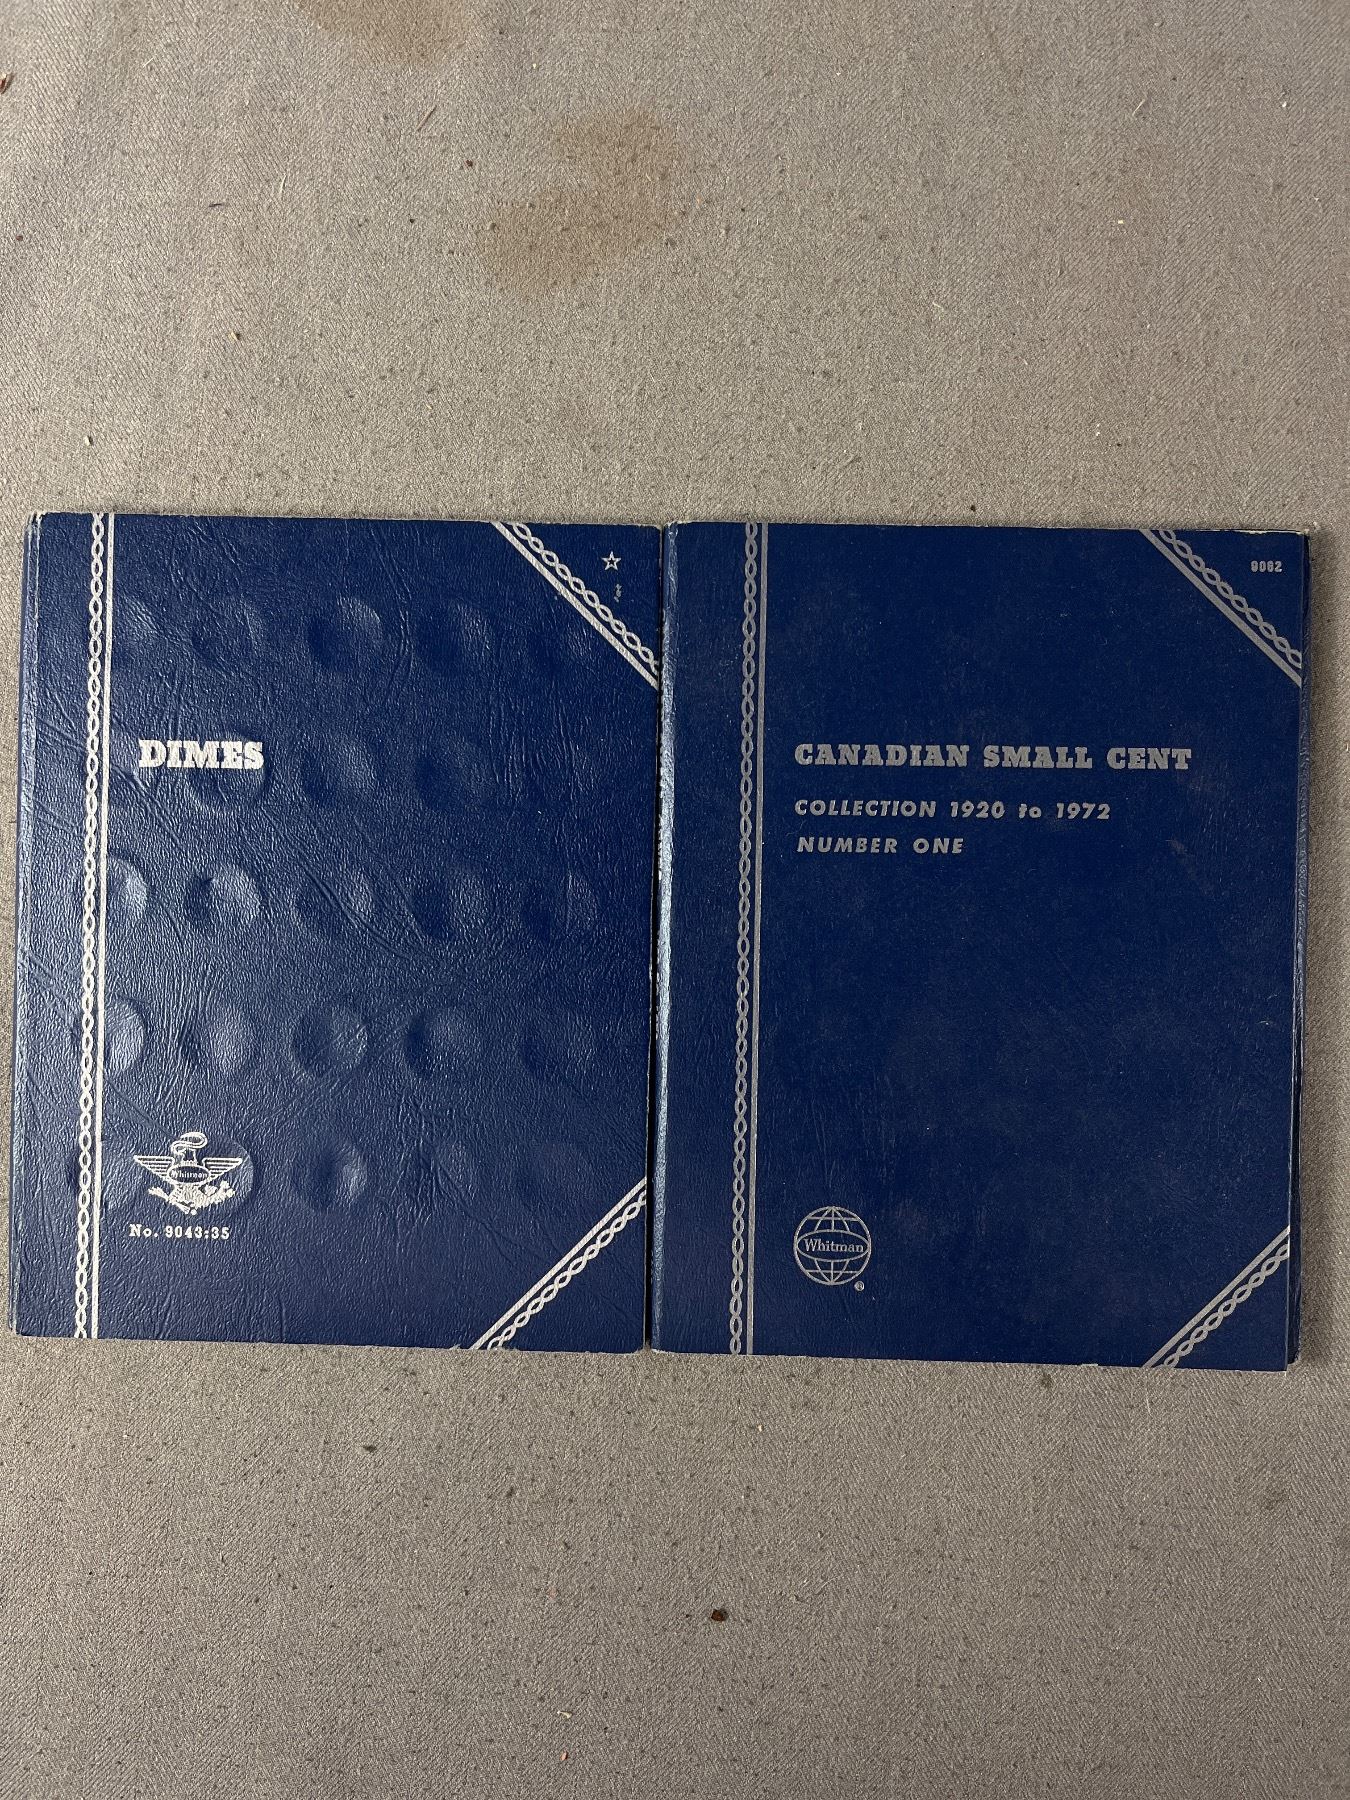 DIMES
Whitman
No. 9043:35
9062
CANADIAN SMALL CENT
COLLECTION 1920 to 1972
NUMBER ONE
Whitman
®